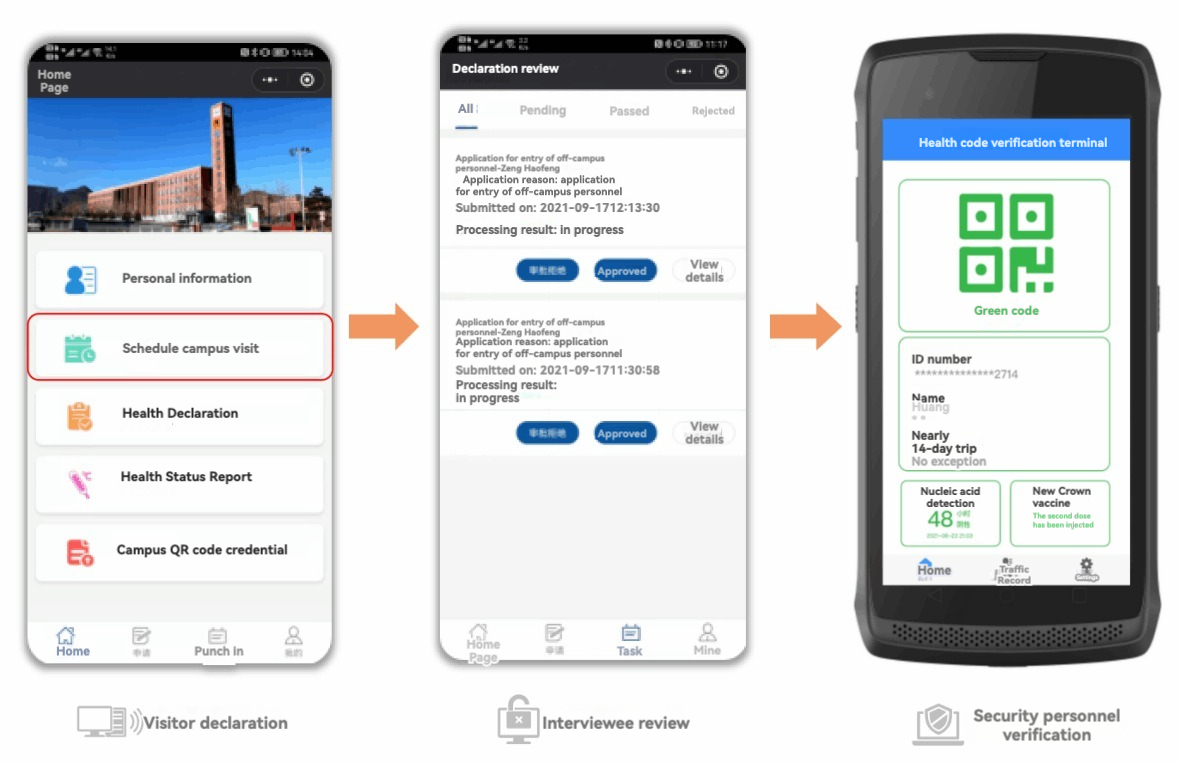 14:04
Home
Page
Personal information
Schedule campus visit
Health Declaration
Health Status Report
Campus QR code credential
Home
申请
Punch in
我的
Visitor declaration
11:17
Declaration review
All
Pending
Passed
Rejected
Application for entry of off-campus
personnel-Zeng Haofeng
Application reason: application
for entry of off-campus personnel
Submitted on: 2021-09-1712:13:30
Processing result: in progress
审批拒绝
Approved
View
details
Application for entry of off-campus
personnel-Zeng Haofeng
Application reason: application
for entry of off-campus personnel
Submitted on: 2021-09-1711:30:58
Processing result:
in progress
审批拒绝
Approved
View
details
Home
Page
申请
Task
Mine
Interviewee review
Health code verification terminal
Green code
ID number
**************2714
Name
Huang
**
Nearly
14-day trip
No exception
Nucleic acid
detection
48 小时
阴性
New Crown
vaccine
The second dose
has been injected
Home
Traffic
Record
Settings
Security personnel
verification